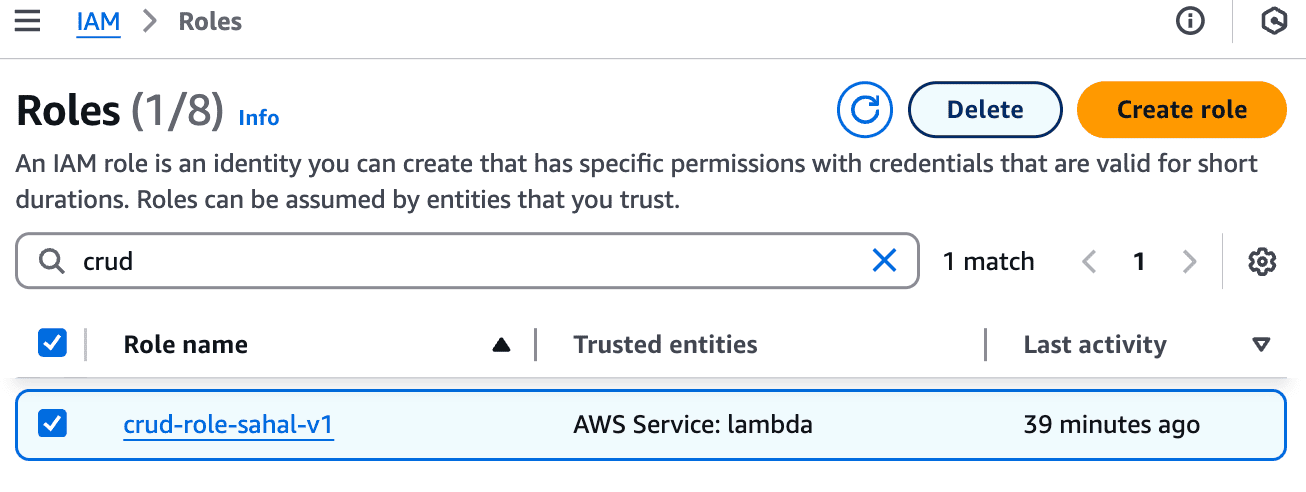 IAM > Roles
Roles (1/8) Info
Delete
Create role
An IAM role is an identity you can create that has specific permissions with credentials that are valid for short
durations. Roles can be assumed by entities that you trust.
crud
1 match
1
Role name
Trusted entities
Last activity
crud-role-sahal-v1
AWS Service: lambda
39 minutes ago